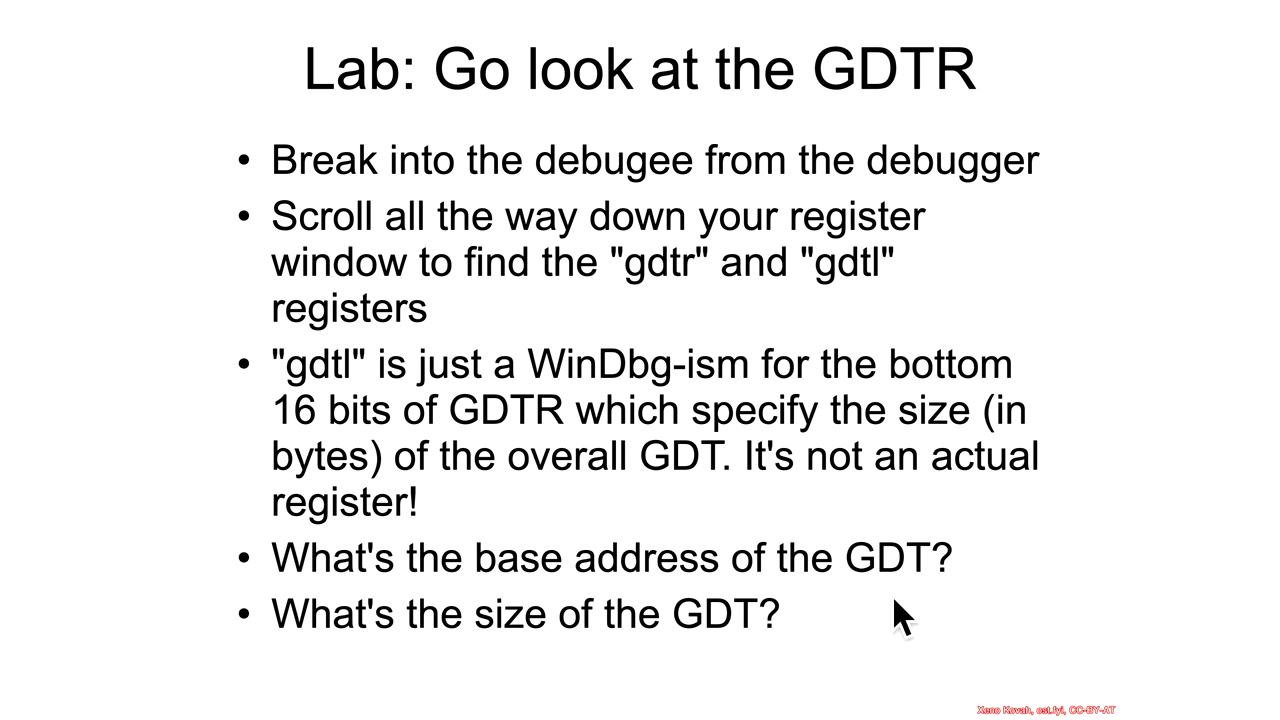 Lab: Go look at the GDTR
• Break into the debugee from the debugger
• Scroll all the way down your register
window to find the "gdtr" and "gdtl"
registers
• "gdtl" is just a WinDbg-ism for the bottom
16 bits of GDTR which specify the size (in
bytes) of the overall GDT. It's not an actual
register!
• What's the base address of the GDT?
• What's the size of the GDT?
Xeno Kovah, ost.fyi, CC-BY-AT